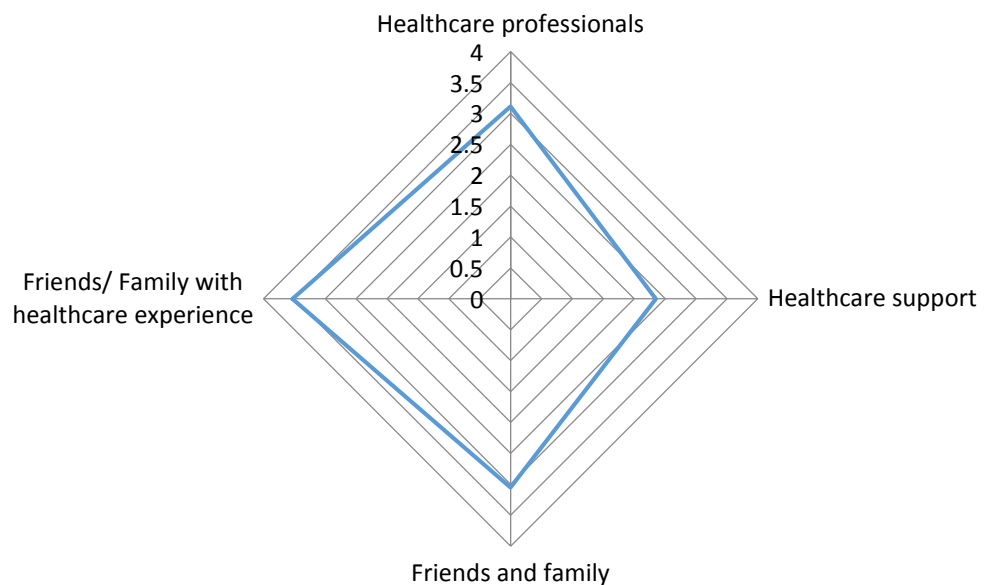 Healthcare professionals
4
3.5
3
2.5
2
1.5
1
0.5
0
Friends/ Family with
healthcare experience
Healthcare support
Friends and family